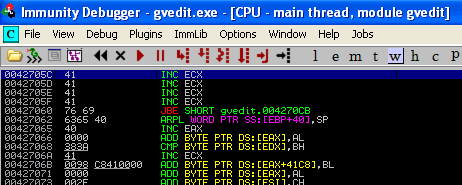 Immunity Debugger - gvedit.exe - [CPU - main thread, module gvedit]
C File View Debug Plugins ImmLib Options Window Help Jobs
l e m t w h c p
0042705C 41 INC ECX
0042705D 41 INC ECX
0042705E 41 INC ECX
0042705F 41 INC ECX
00427060 76 69 JBE SHORT gvedit.004270CB
00427062 6365 40 ARPL WORD PTR SS:[EBP+40],SP
00427065 40 INC EAX
00427066 0000 ADD BYTE PTR DS:[EAX],AL
00427068 383A CMP BYTE PTR DS:[EDX],BH
0042706A 41 INC ECX
0042706B 0098 C8410000 ADD BYTE PTR DS:[EAX+41C8],BL
00427071 0000 ADD BYTE PTR DS:[EAX],AL
00427073 002E ADD BYTE PTR DS:[ESI],CH